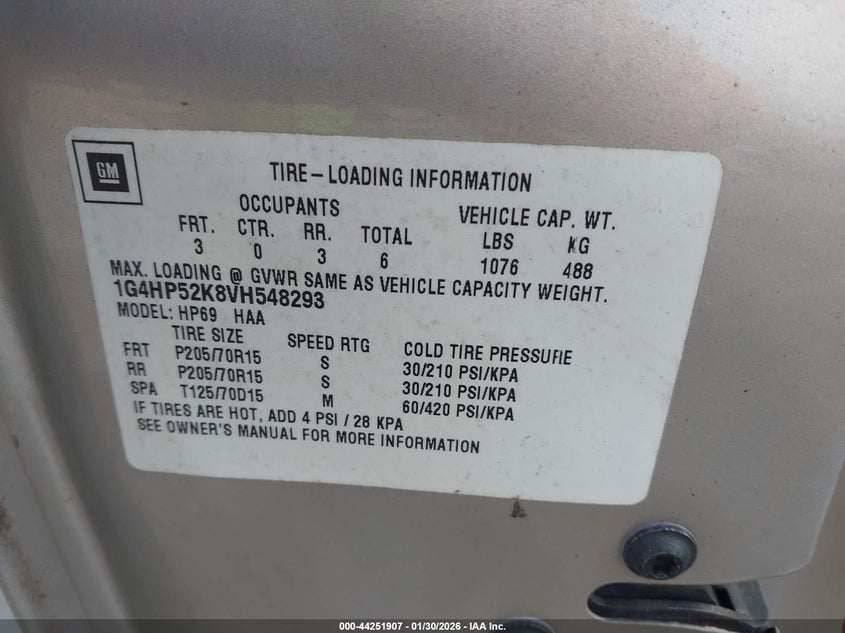 GM
TIRE-LOADING INFORMATION
OCCUPANTS VEHICLE CAP. WT.
FRT. CTR. RR. TOTAL LBS KG
3 0 3 6 1076 488
MAX. LOADING @ GVWR SAME AS VEHICLE CAPACITY WEIGHT.
1G4HP52K8VH548293
MODEL: HP69 HAA
TIRE SIZE SPEED RTG COLD TIRE PRESSURE
FRT P205/70R15 S 30/210 PSI/KPA
RR P205/70R15 S 30/210 PSI/KPA
SPA T125/70D15 M 60/420 PSI/KPA
IF TIRES ARE HOT, ADD 4 PSI / 28 KPA
SEE OWNER'S MANUAL FOR MORE INFORMATION
000-44251907 - 01/30/2026 - IAA Inc.